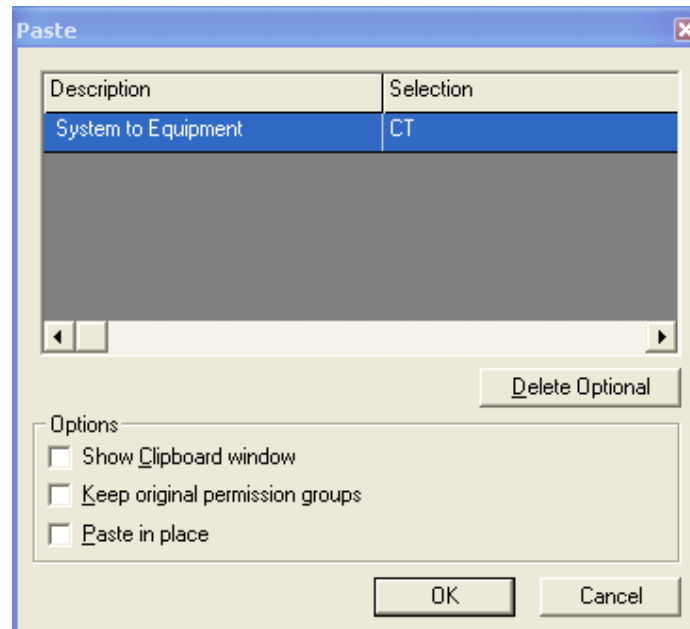 Paste
Description Selection
System to Equipment CT
Delete Optional
Options
Show Clipboard window
Keep original permission groups
Paste in place
OK Cancel